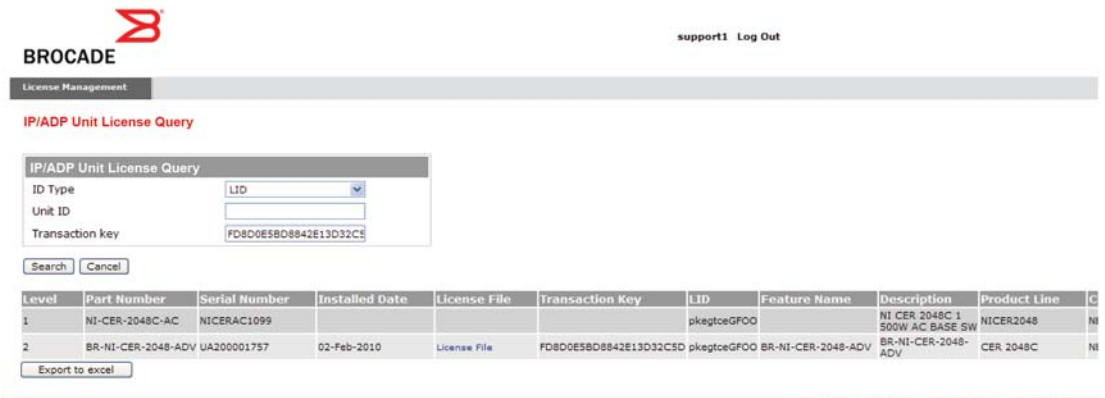 BROCADE
support1 Log Out
License Management
IP/ADP Unit License Query
IP/ADP Unit License Query
ID Type LID
Unit ID
Transaction key FD8D0E5BD8842E13D32C5
Search Cancel
Level Part Number Serial Number Installed Date License File Transaction Key LID Feature Name Description Product Line
1 NI-CER-2048C-AC NICERAC1099 pkegtceGFOO NI CER 2048C 1 500W AC BASE SW NICER2048
2 BR-NI-CER-2048-ADV UA200001757 02-Feb-2010 License File FD8D0E5BD8842E13D32C5D pkegtceGFOO BR-NI-CER-2048-ADV BR-NI-CER-2048-ADV CER 2048C
Export to excel